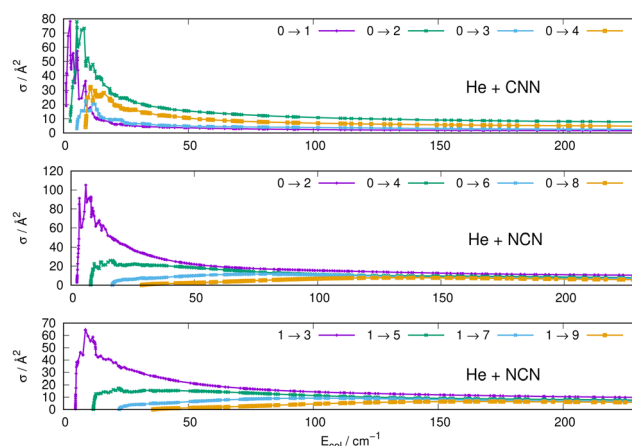 80
70
60
50
40
30
20
10
0
σ / Å²
0 → 1 0 → 2 0 → 3 0 → 4
He + CNN
0 50 100 150 200
120
100
80
60
40
20
0
σ / Å²
0 → 2 0 → 4 0 → 6 0 → 8
He + NCN
0 50 100 150 200
70
60
50
40
30
20
10
0
σ / Å²
1 → 3 1 → 5 1 → 7 1 → 9
He + NCN
0 50 100 150 200
E_col / cm⁻¹